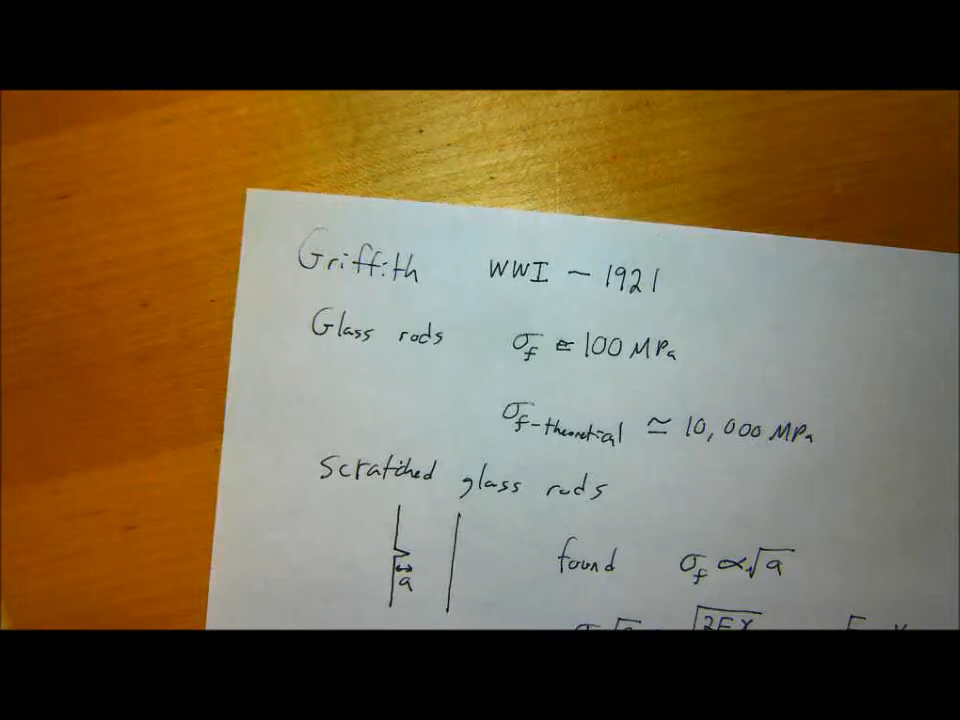 Griffith WWI ~ 1921
Glass rods σf ≅ 100 MPa
σf-theoretical ≃ 10,000 MPa
Scratched glass rods
a
found σf ∝ √a